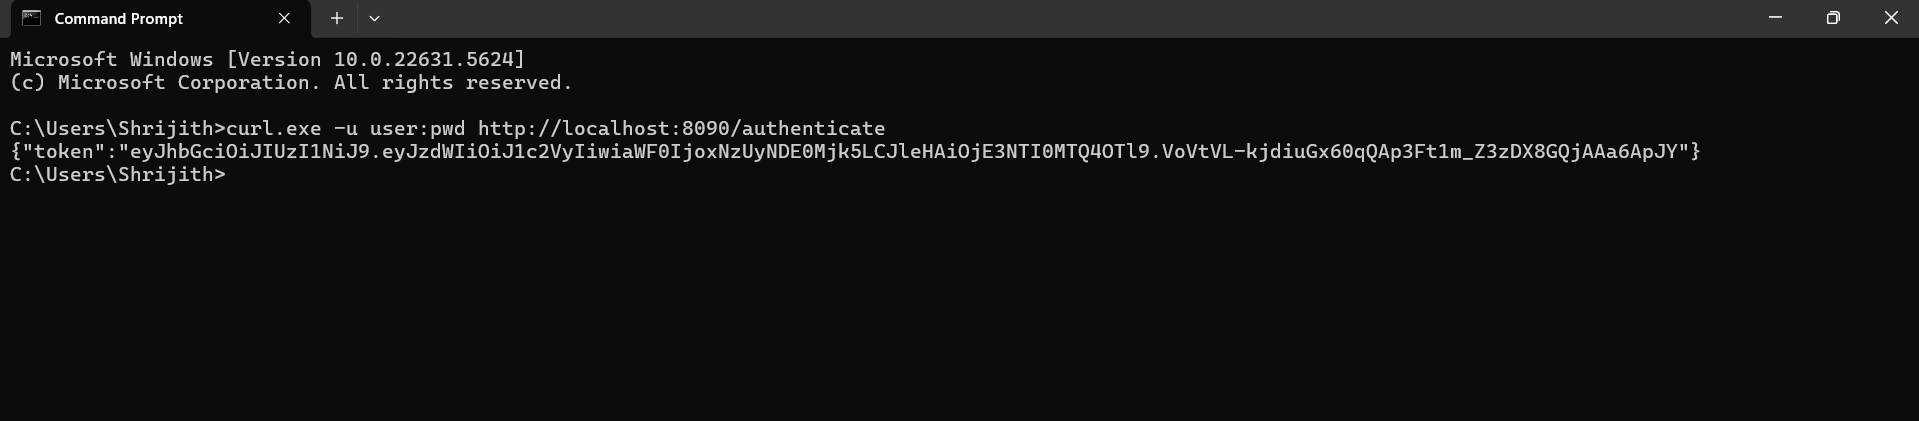 Command Prompt
Microsoft Windows [Version 10.0.22631.5624]
(c) Microsoft Corporation. All rights reserved.
C:\Users\Shrijith>curl.exe -u user:pwd http://localhost:8090/authenticate
{"token":"eyJhbGciOiJIUzI1NiJ9.eyJzdWIiOiJ1c2VyIiwiaWF0IjoxNzUyNDE0Mjk5LCJleHAiOjE3NTI0MTQ4OTl9.VoVtVL-kjdiuGx60qQAp3Ft1m_Z3zDX8GQjAAa6ApJY"}
C:\Users\Shrijith>